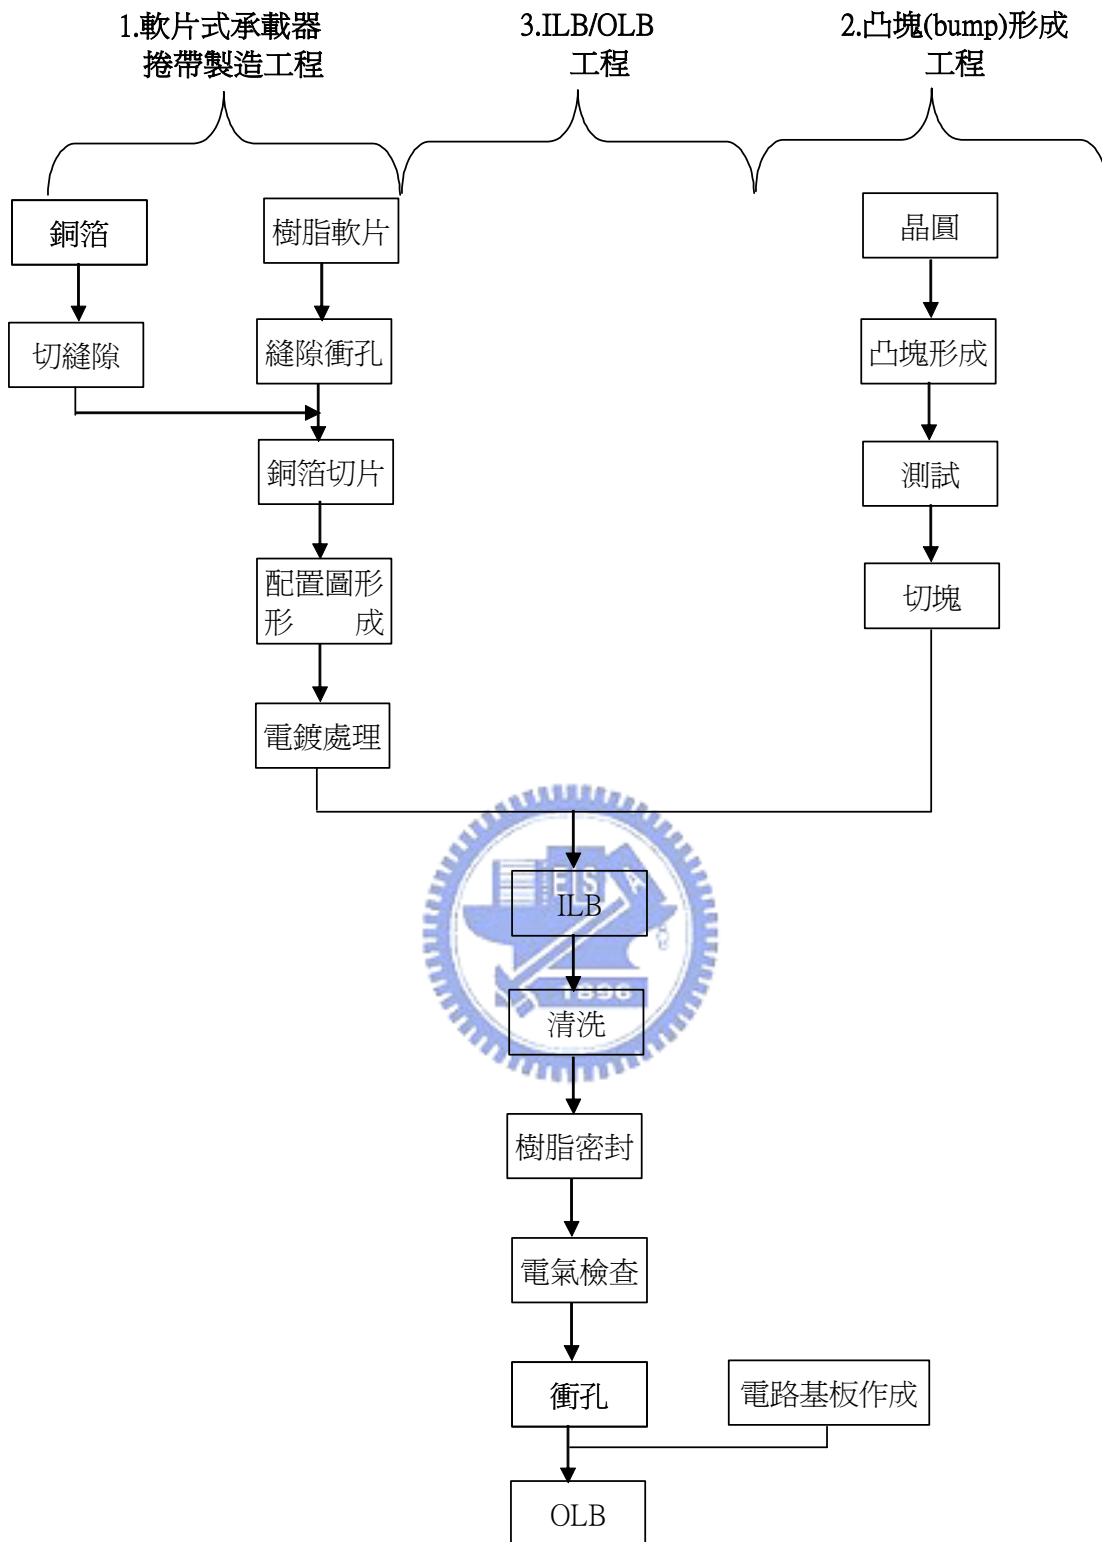 1.軟片式承載器
捲帶製造工程
3.ILB/OLB
工程
2.凸塊(bump)形成
工程
銅箔
樹脂軟片
晶圓
切縫隙
縫隙衝孔
凸塊形成
銅箔切片
測試
配置圖形
形 成
切塊
電鍍處理
ILB
E S A
1896
清洗
樹脂密封
電氣檢查
衝孔
電路基板作成
OLB